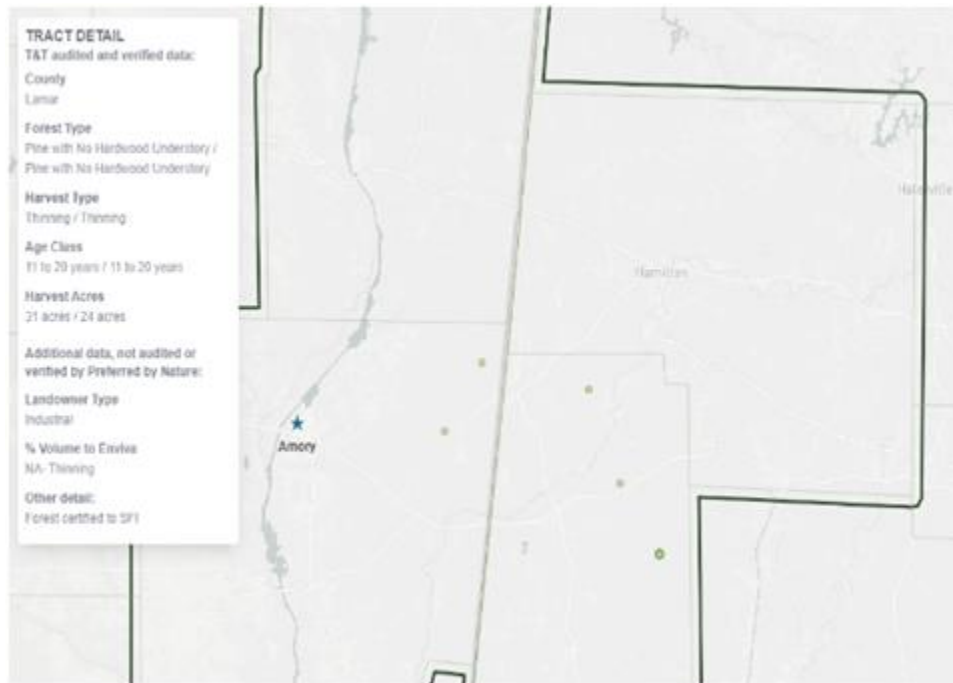 TRACT DETAIL
T&T audited and verified data:
County
Lamar
Forest Type
Pine with No Hardwood Understory /
Pine with No Hardwood Understory
Harvest Type
Thinning / Thinning
Age Class
11 to 20 years / 11 to 20 years
Harvest Acres
31 acres / 24 acres
Additional data, not audited or
verified by Preferred by Nature:
Landowner Type
Industrial
% Volume to Enviva
NA- Thinning
Other detail:
Forest certified to SFI
Amory
Hamilton
Haleyville